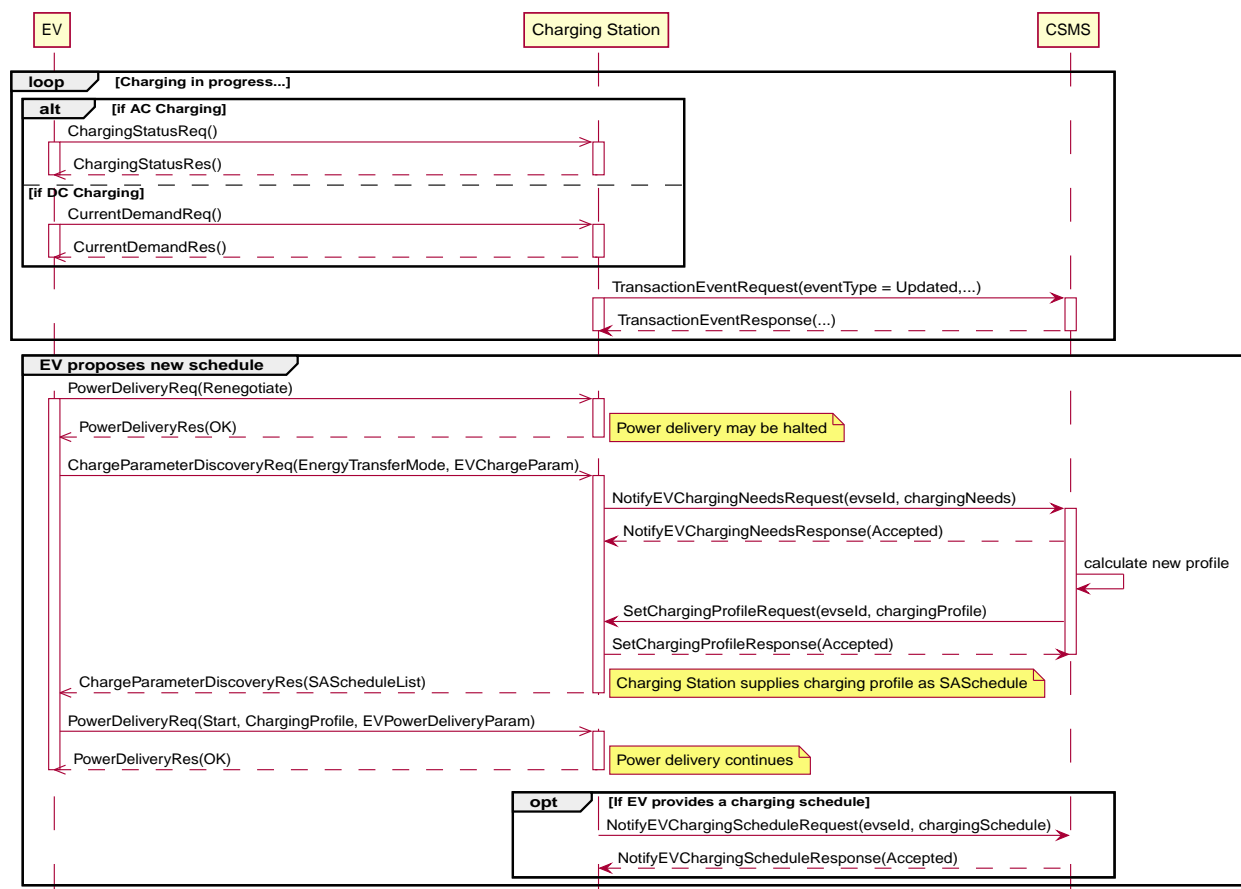 EV
Charging Station
CSMS
loop [Charging in progress...]
alt [if AC Charging]
ChargingStatusReq()
ChargingStatusRes()
[if DC Charging]
CurrentDemandReq()
CurrentDemandRes()
TransactionEventRequest(eventType = Updated,...)
TransactionEventResponse(...)
EV proposes new schedule
PowerDeliveryReq(Renegotiate)
PowerDeliveryRes(OK)
Power delivery may be halted
ChargeParameterDiscoveryReq(EnergyTransferMode, EVChargeParam)
NotifyEVChargingNeedsRequest(evseId, chargingNeeds)
NotifyEVChargingNeedsResponse(Accepted)
calculate new profile
SetChargingProfileRequest(evseId, chargingProfile)
SetChargingProfileResponse(Accepted)
ChargeParameterDiscoveryRes(SAScheduleList)
Charging Station supplies charging profile as SASchedule
PowerDeliveryReq(Start, ChargingProfile, EVPowerDeliveryParam)
PowerDeliveryRes(OK)
Power delivery continues
opt [If EV provides a charging schedule]
NotifyEVChargingScheduleRequest(evseId, chargingSchedule)
NotifyEVChargingScheduleResponse(Accepted)